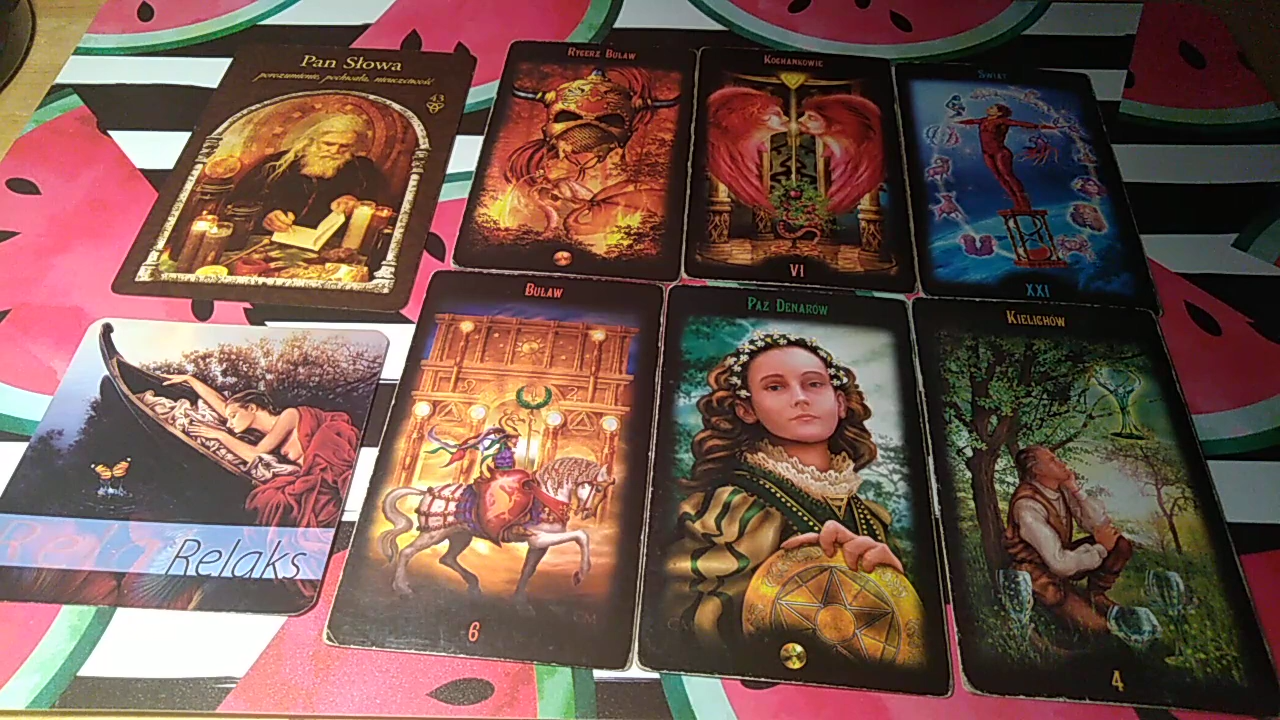 Pan Słowa
porozumienie, pochwała, nieuczciwość
43
Rycerz Buław
Kochankowie
VI
Świat
XXI
Relaks
Buław
6
Paź Denarów
Kielichów
4